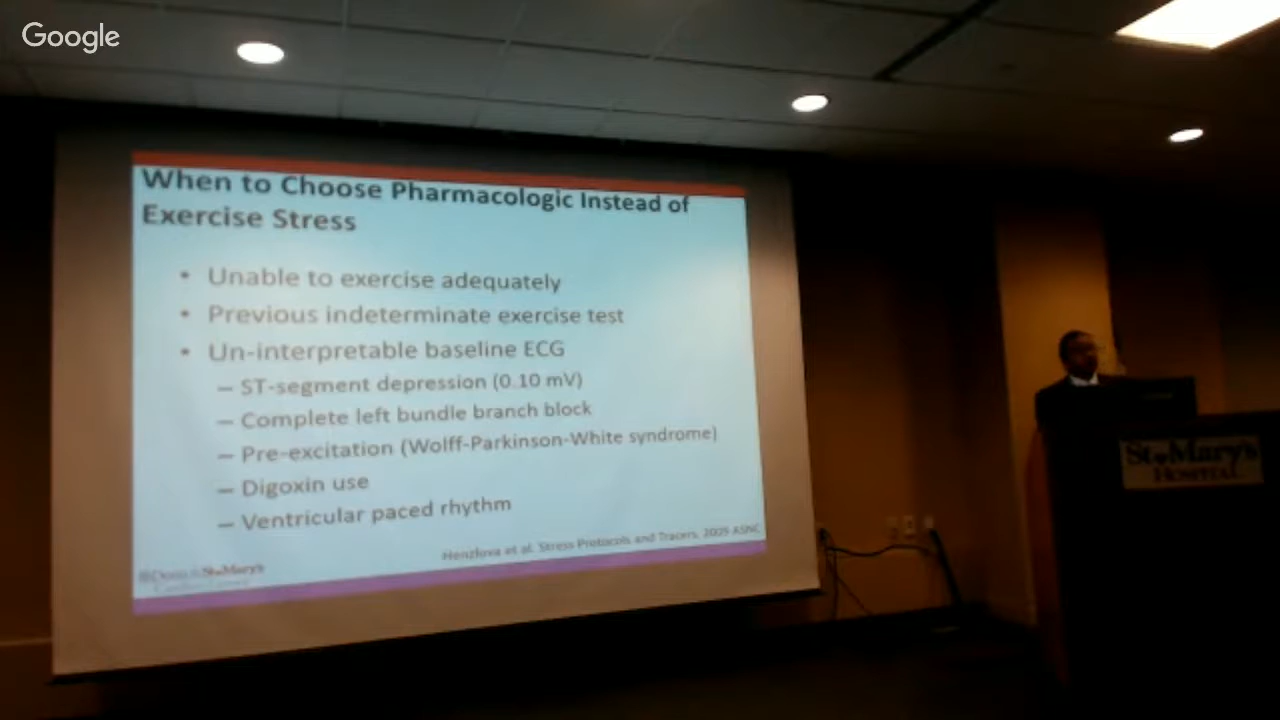 Google
When to Choose Pharmacologic Instead of
Exercise Stress
• Unable to exercise adequately
• Previous indeterminate exercise test
• Un-interpretable baseline ECG
– ST-segment depression (0.10 mV)
– Complete left bundle branch block
– Pre-excitation (Wolff-Parkinson-White syndrome)
– Digoxin use
– Ventricular paced rhythm
Henzlova et al. Stress Protocols and Tracers. 2009 ASNC
St Mary's
St Mary's
HOSPITAL